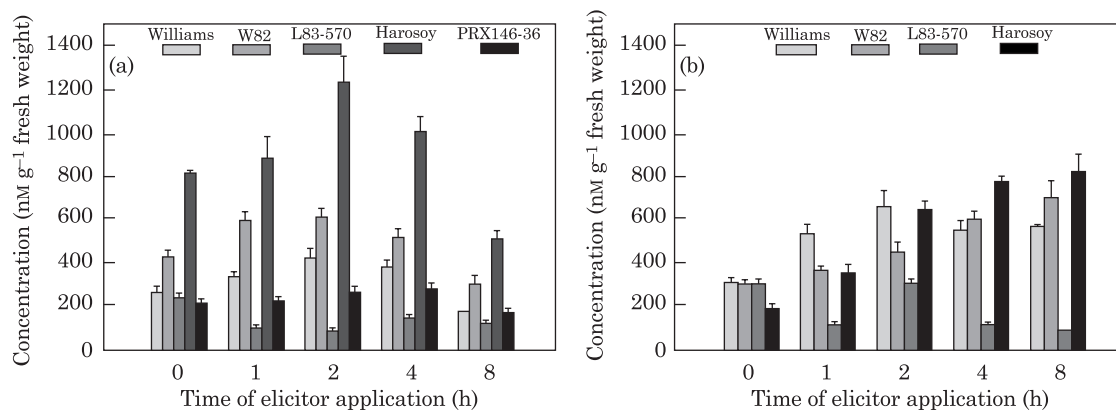 Williams W82 L83-570 Harosoy PRX146-36
(a)
Concentration (nM g⁻¹ fresh weight)
1400
1200
1000
800
600
400
200
0
0 1 2 4 8
Time of elicitor application (h)
Williams W82 L83-570 Harosoy
(b)
Concentration (nM g⁻¹ fresh weight)
1400
1200
1000
800
600
400
200
0
0 1 2 4 8
Time of elicitor application (h)